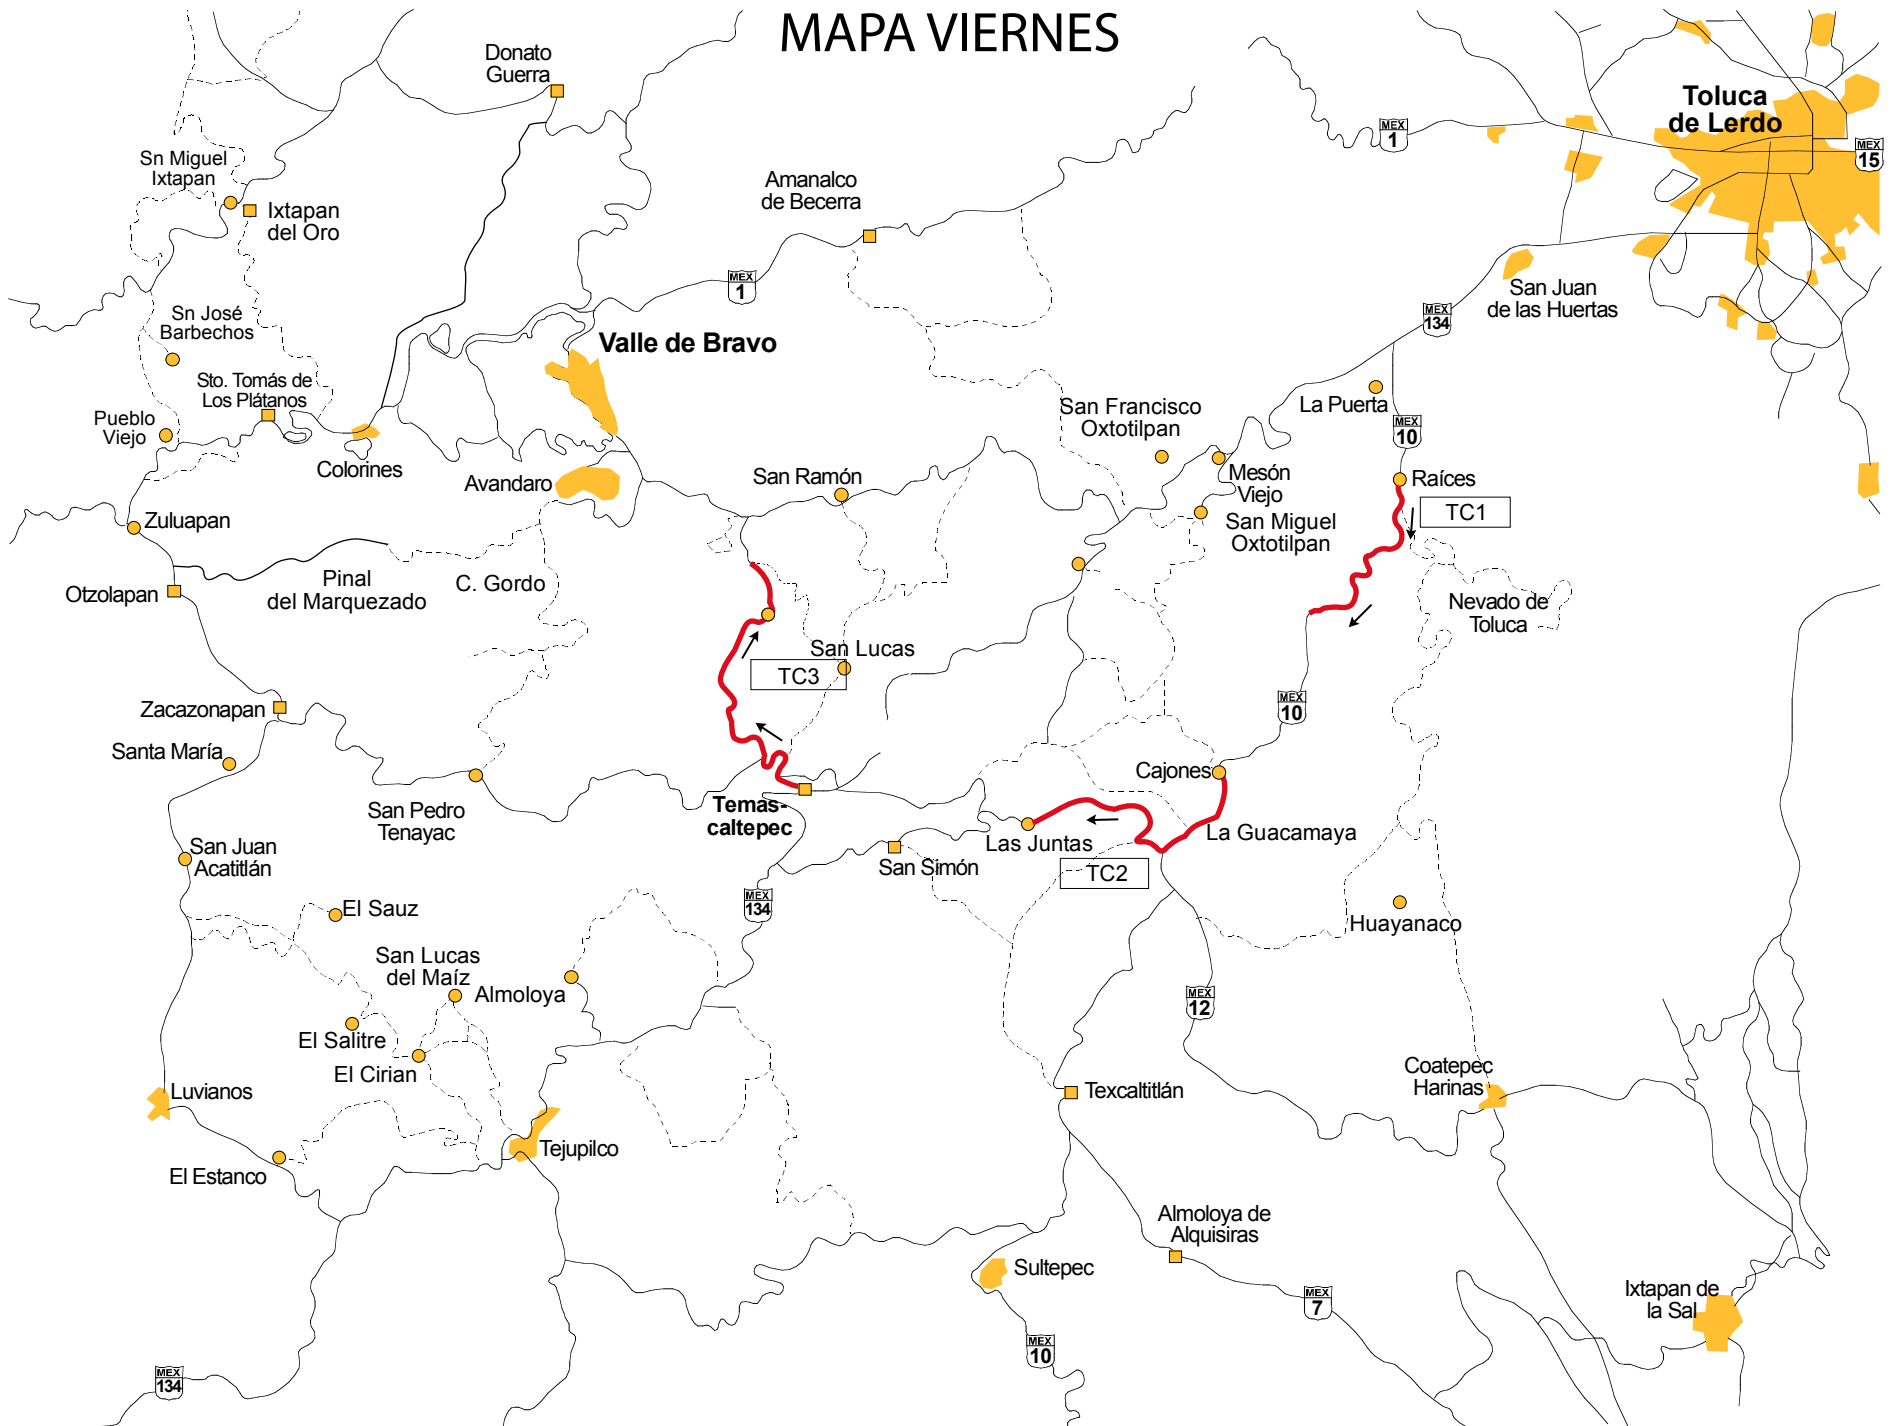 MAPA VIERNES
Donato
Guerra
Toluca
de Lerdo
MEX
1
MEX
15
Sn Miguel
Ixtapan
Ixtapan
del Oro
Amanalco
de Becerra
MEX
1
San Juan
de las Huertas
MEX
134
Sn José
Barbechos
Valle de Bravo
Sto. Tomás de
Los Plátanos
Pueblo
Viejo
Colorines
Avandaro
San Ramón
San Francisco
Oxtotilpan
La Puerta
MEX
10
Mesón
Viejo
Raíces
TC1
San Miguel
Oxtotilpan
Zuluapan
Otzolapan
Pinal
del Marquezado
C. Gordo
Nevado de
Toluca
San Lucas
TC3
Zacazonapan
MEX
10
Santa María
Cajones
San Pedro
Tenayac
Temas-
caltepec
La Guacamaya
Las Juntas
San Juan
Acatitlán
San Simón
TC2
MEX
134
El Sauz
Huayanaco
San Lucas
del Maíz
Almoloya
MEX
12
El Salitre
El Cirian
Luvianos
Texcaltitlán
Coatepec
Harinas
Tejupilco
El Estanco
Almoloya de
Alquisiras
Sultepec
Ixtapan de
la Sal
MEX
7
MEX
10
MEX
134